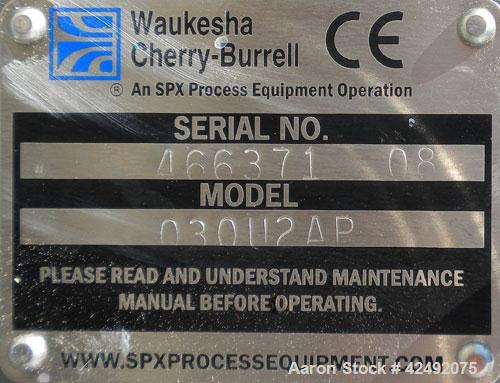 Waukesha
Cherry-Burrell
CE
® An SPX Process Equipment Operation
SERIAL NO.
466371 08
MODEL
030U2AP
PLEASE READ AND UNDERSTAND MAINTENANCE
MANUAL BEFORE OPERATING.
WWW.SPXPROCESSEQUIPMENT.COM
Aaron Stock # 42492075